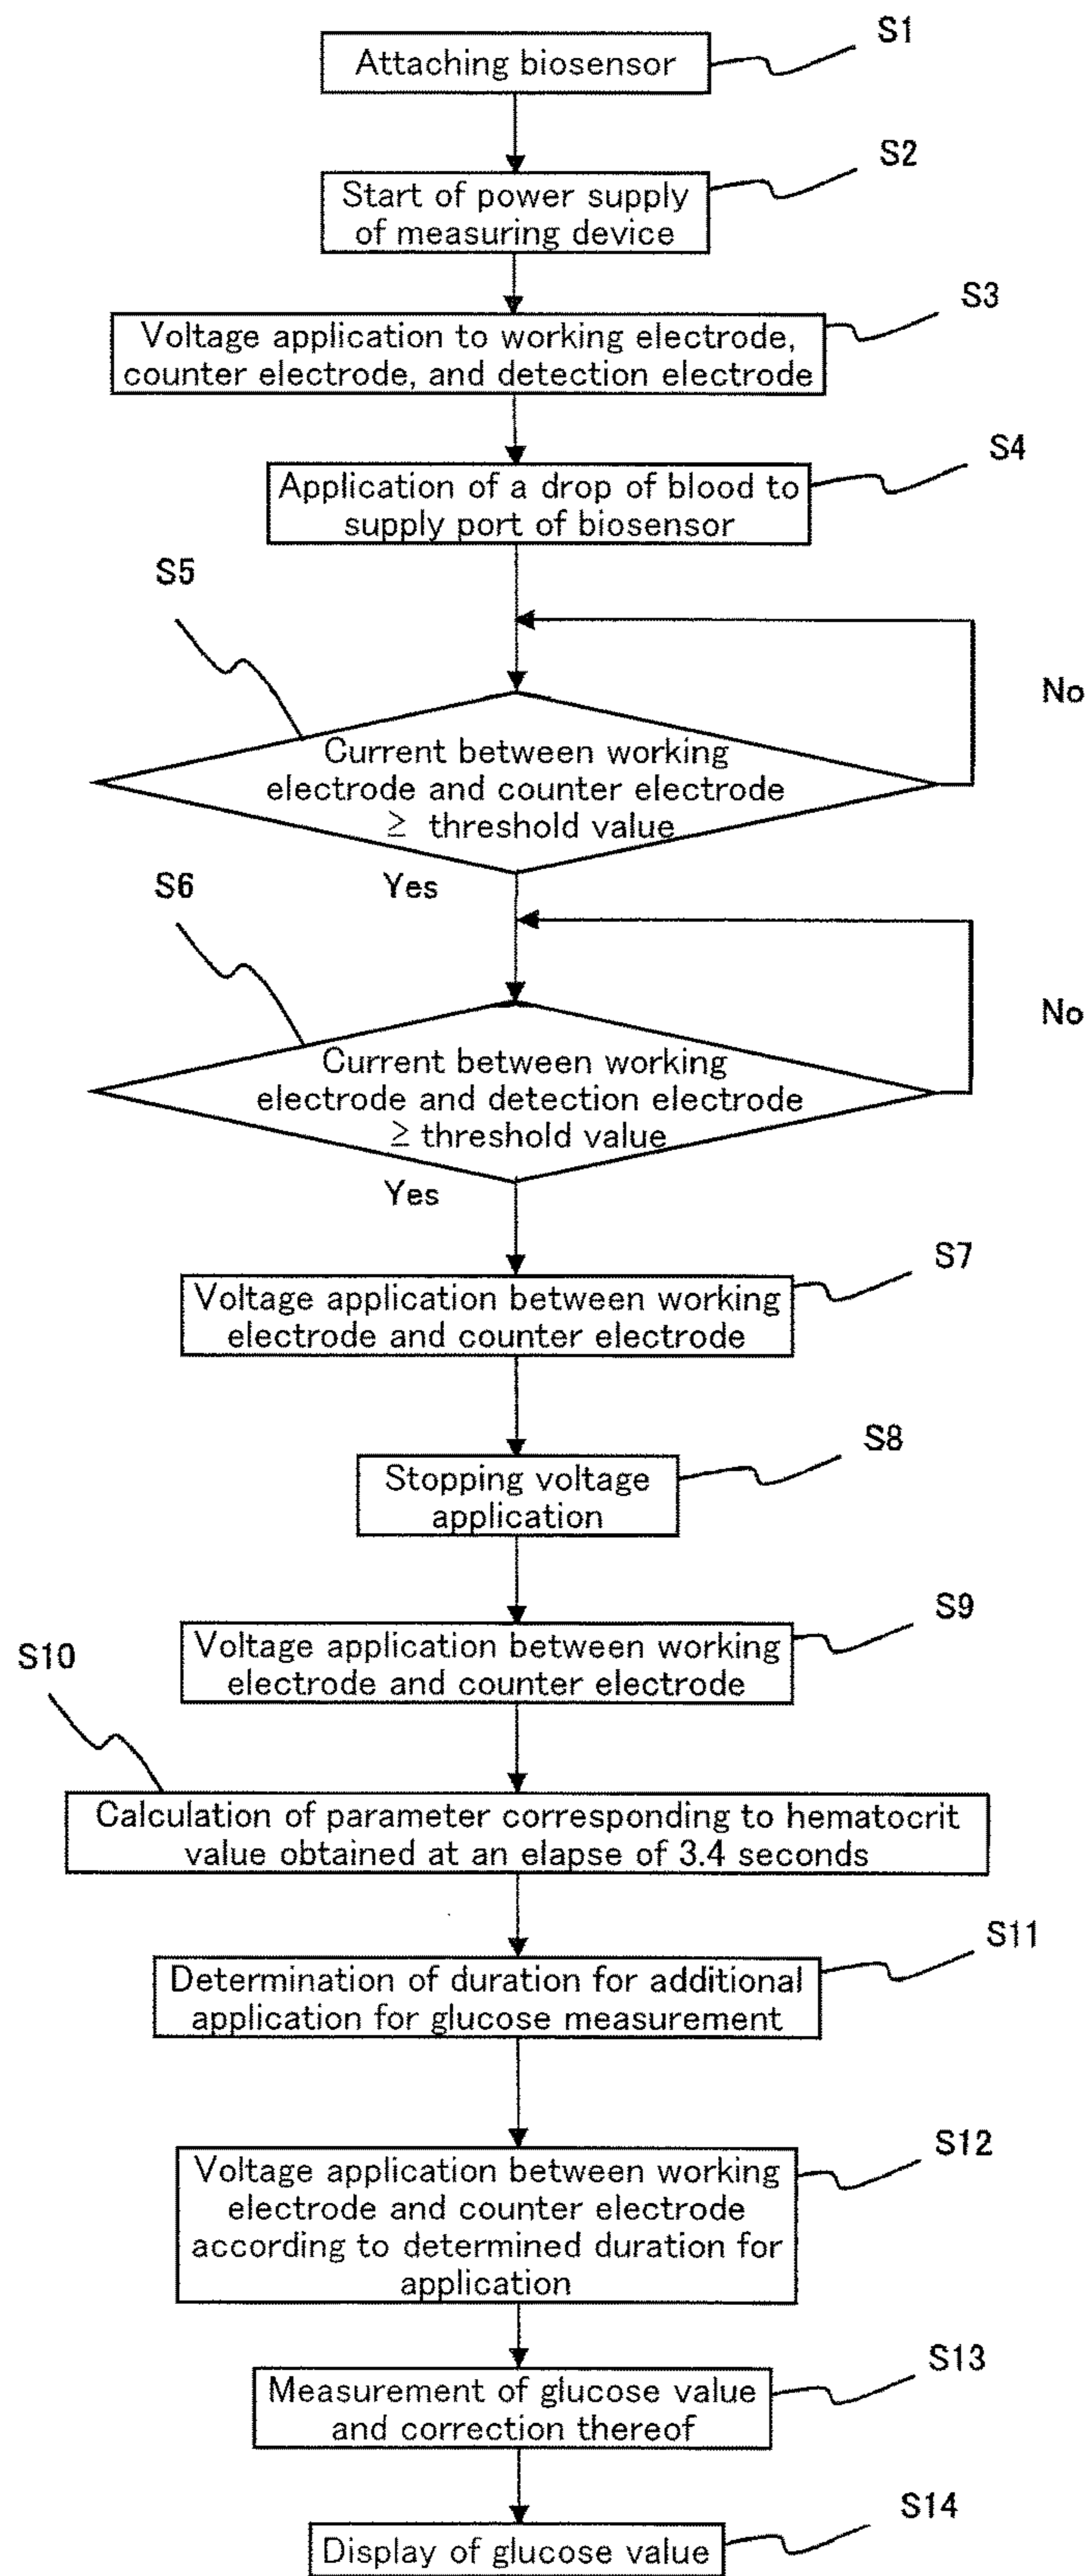 S1
Attaching biosensor
S2
Start of power supply
of measuring device
S3
Voltage application to working electrode,
counter electrode, and detection electrode
S4
Application of a drop of blood to
supply port of biosensor
S5
No
Current between working
electrode and counter electrode
≧ threshold value
Yes
S6
No
Current between working
electrode and detection electrode
≧ threshold value
Yes
S7
Voltage application between working
electrode and counter electrode
S8
Stopping voltage
application
S9
Voltage application between working
electrode and counter electrode
S10
Calculation of parameter corresponding to hematocrit
value obtained at an elapse of 3.4 seconds
S11
Determination of duration for additional
application for glucose measurement
S12
Voltage application between working
electrode and counter electrode
according to determined duration for
application
S13
Measurement of glucose value
and correction thereof
S14
Display of glucose value